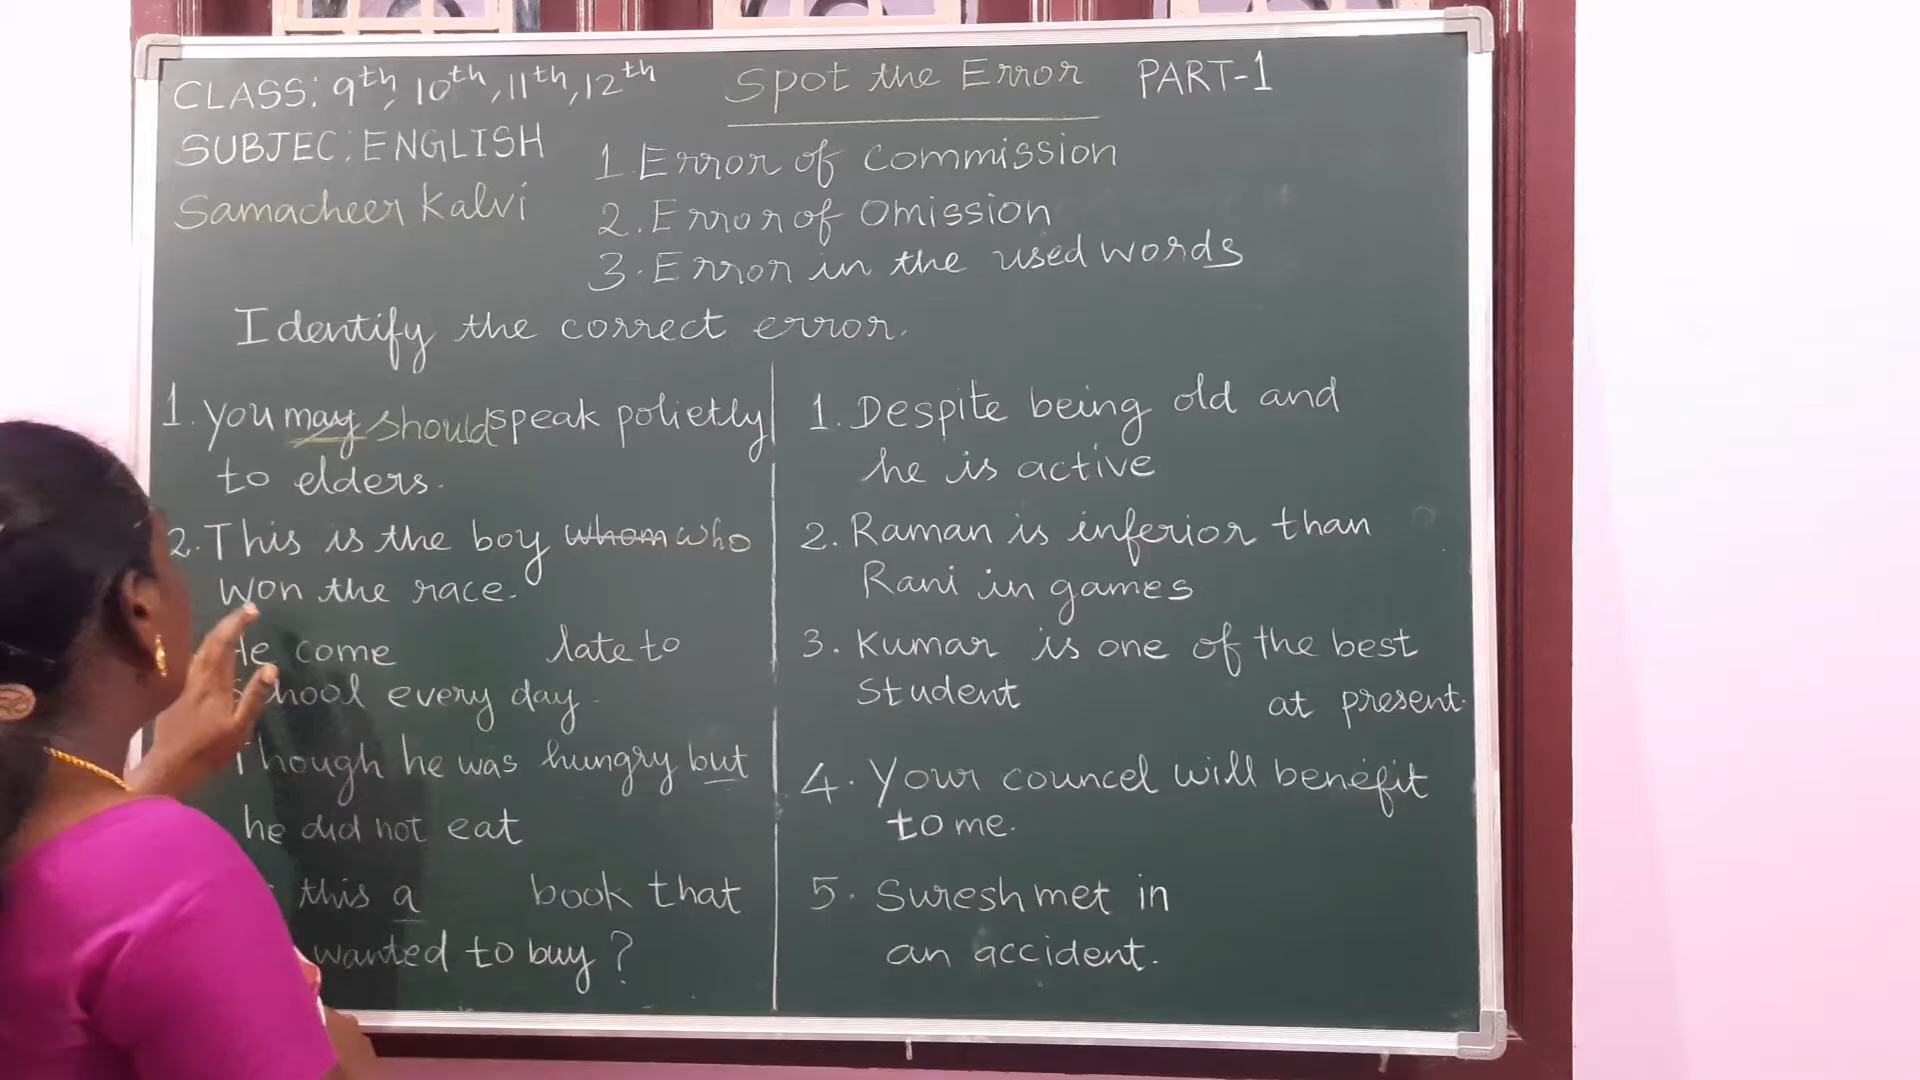 CLASS: 9th, 10th, 11th, 12th
SUBJEC: ENGLISH
Samacheer Kalvi
Spot the Error PART-1
1. Error of Commission
2. Error of Omission
3. Error in the used words
Identify the correct error.
1. You may should speak polietly
to elders.
2. This is the boy whom who
won the race.
He come late to
School every day.
Though he was hungry but
he did not eat
this a book that
wanted to buy?
1. Despite being old and
he is active
2. Raman is inferior than
Rani in games
3. Kumar is one of the best
Student at present.
4. Your councel will benefit
to me.
5. Suresh met in
an accident.